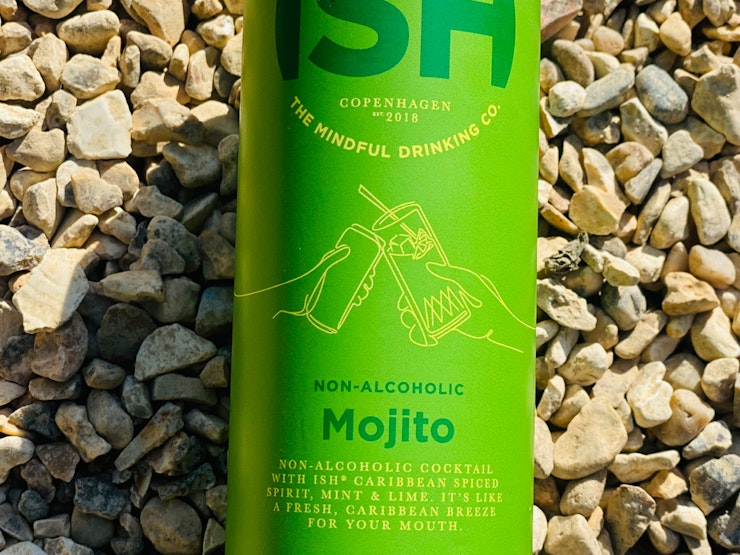 (ISH)
COPENHAGEN
EST. 2018
THE MINDFUL DRINKING CO.
NON-ALCOHOLIC
Mojito
NON-ALCOHOLIC COCKTAIL
WITH ISH® CARIBBEAN SPICED
SPIRIT, MINT & LIME. IT'S LIKE
A FRESH, CARIBBEAN BREEZE
FOR YOUR MOUTH.